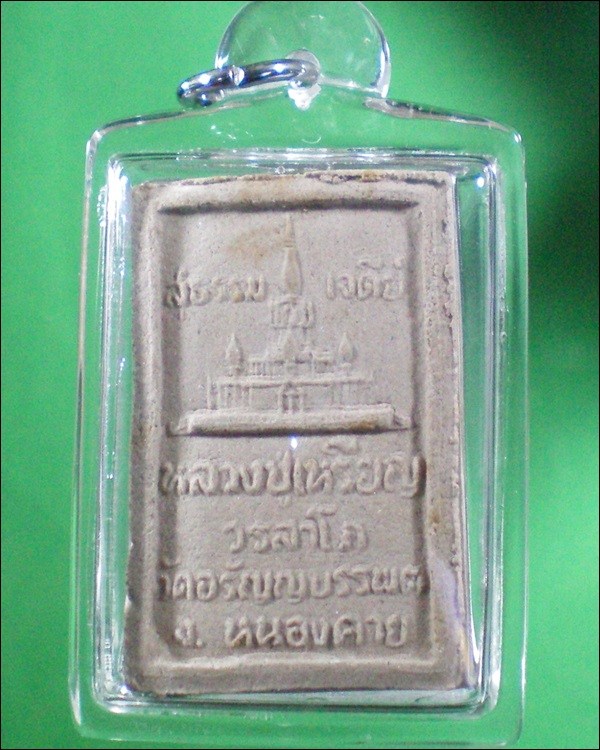 สุธรรม เจดีย์
หลวงปู่เหรียญ
วรลาโภ
วัดอรัญญบรรพต
จ. หนองคาย